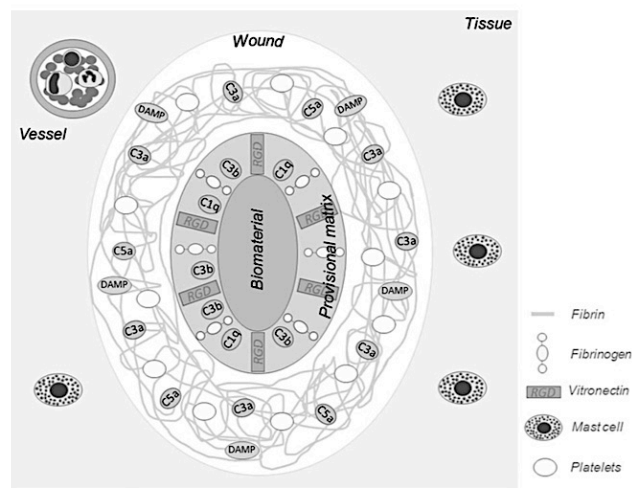 Tissue
Wound
Vessel
DAMP
C3a
C5a
DAMP
C3a
C3a
C3b
RGD
C1q
C1q
RGD
RGD
C5a
C3a
Biomaterial
Provisional matrix
C3b
DAMP
RGD
RGD
DAMP
C3b
C3a
C1q
RGD
C3b
C3a
C5a
C3a
C5a
DAMP
Fibrin
Fibrinogen
RGD Vitronectin
Mast cell
Platelets